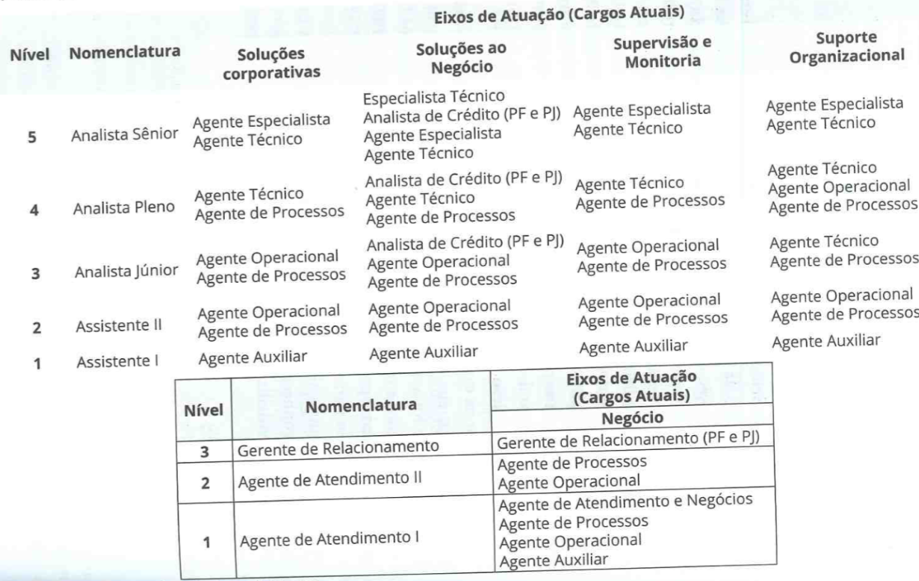 Eixos de Atuação (Cargos Atuais)
Nível Nomenclatura Soluções corporativas Soluções ao Negócio Supervisão e Monitoria Suporte Organizacional
5 Analista Sênior
Agente Especialista
Agente Técnico
Especialista Técnico
Analista de Crédito (PF e PJ)
Agente Especialista
Agente Técnico
Agente Especialista
Agente Técnico
Agente Especialista
Agente Técnico
4 Analista Pleno
Agente Técnico
Agente de Processos
Analista de Crédito (PF e PJ)
Agente Técnico
Agente de Processos
Agente Técnico
Agente de Processos
Agente Técnico
Agente Operacional
Agente de Processos
3 Analista Júnior
Agente Operacional
Agente de Processos
Analista de Crédito (PF e PJ)
Agente Operacional
Agente de Processos
Agente Operacional
Agente de Processos
Agente Técnico
Agente de Processos
2 Assistente II
Agente Operacional
Agente de Processos
Agente Operacional
Agente de Processos
Agente Operacional
Agente de Processos
Agente Operacional
Agente de Processos
1 Assistente I
Agente Auxiliar
Agente Auxiliar
Agente Auxiliar
Agente Auxiliar
Nível Nomenclatura
Eixos de Atuação
(Cargos Atuais)
Negócio
3 Gerente de Relacionamento Gerente de Relacionamento (PF e PJ)
2 Agente de Atendimento II
Agente de Processos
Agente Operacional
1 Agente de Atendimento I
Agente de Atendimento e Negócios
Agente de Processos
Agente Operacional
Agente Auxiliar